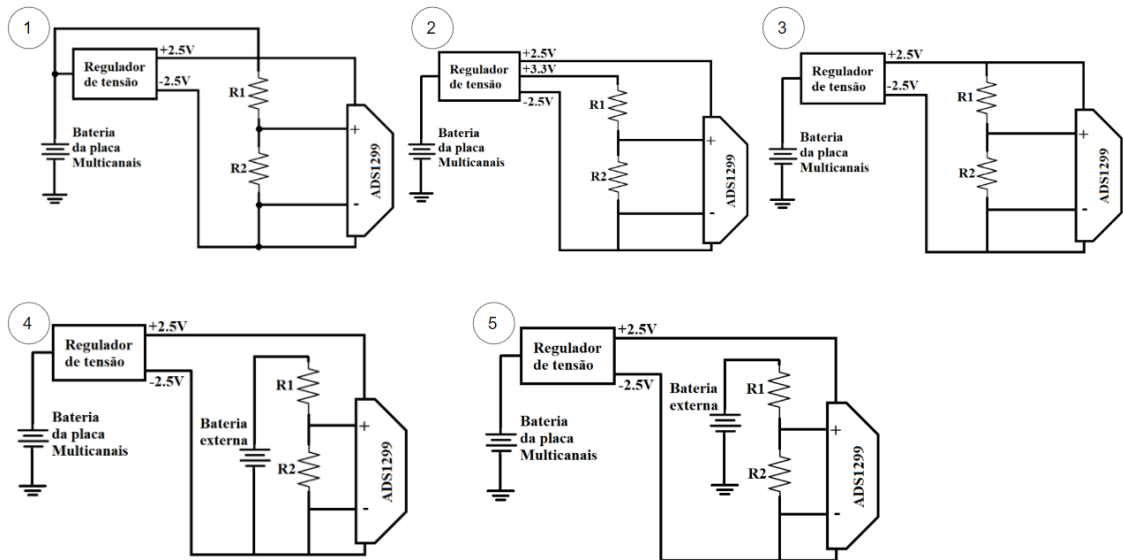 1
+2.5V
Regulador
de tensão
-2.5V
R1
Bateria
da placa
Multicanais
R2
+
-
ADS1299
2
+2.5V
+3.3V
Regulador
de tensão
-2.5V
R1
Bateria
da placa
Multicanais
R2
+
-
ADS1299
3
+2.5V
Regulador
de tensão
-2.5V
R1
Bateria
da placa
Multicanais
R2
+
-
ADS1299
4
+2.5V
Regulador
de tensão
-2.5V
R1
Bateria
da placa
Multicanais
Bateria
externa
R2
+
-
ADS1299
5
+2.5V
Regulador
de tensão
-2.5V
Bateria
externa
R1
Bateria
da placa
Multicanais
R2
+
-
ADS1299